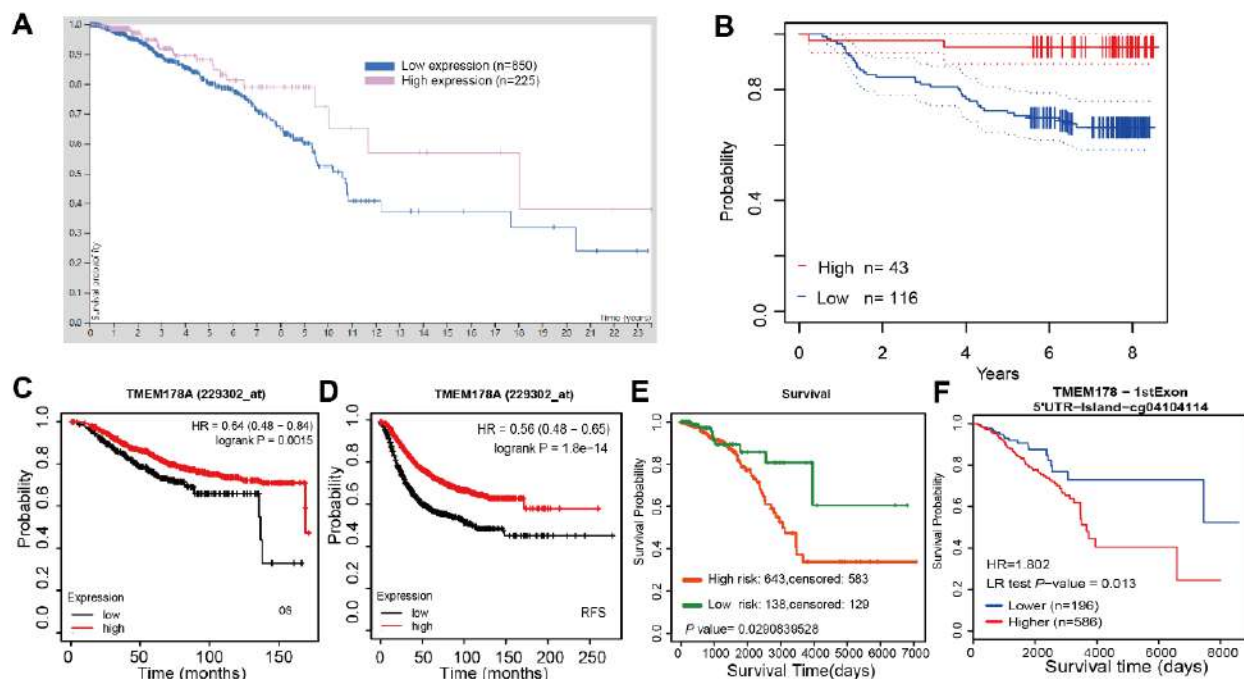 A
1.0
0.9
0.8
0.7
0.6
0.5
0.4
0.3
0.2
0.1
0.0
Survival probability
Low expression (n=850)
High expression (n=225)
Time (years)
0 1 2 3 4 5 6 7 8 9 10 11 12 13 14 15 16 17 18 19 20 21 22 23
B
Probability
0.8
0.4
0.0
High n= 43
Low n= 116
0 2 4 6 8
Years
C
TMEM178A (229302_at)
HR = 0.64 (0.48 − 0.84)
logrank P = 0.0015
Probability
1.0
0.8
0.6
0.4
0.2
0.0
Expression
low
high
OS
0 50 100 150 200
Time (months)
D
TMEM178A (229302_at)
HR = 0.56 (0.48 − 0.65)
logrank P = 1.8e−14
Probability
1.0
0.8
0.6
0.4
0.2
0.0
Expression
low
high
RFS
0 50 100 150 200 250
Time (months)
E
Survival
Survival Probability
1.0
0.8
0.6
0.4
0.2
0.0
High risk: 643,censored: 583
Low risk: 138,censored: 129
P value= 0.0290839528
0 1000 2000 3000 4000 5000 6000 7000
Survival Time(days)
F
TMEM178 − 1stExon
5'UTR−Island−cg04104114
Survival Probability
1.0
0.8
0.6
0.4
0.2
0.0
HR=1.802
LR test P−value = 0.013
Lower (n=196)
Higher (n=586)
0 2000 4000 6000 8000
Survival time (days)